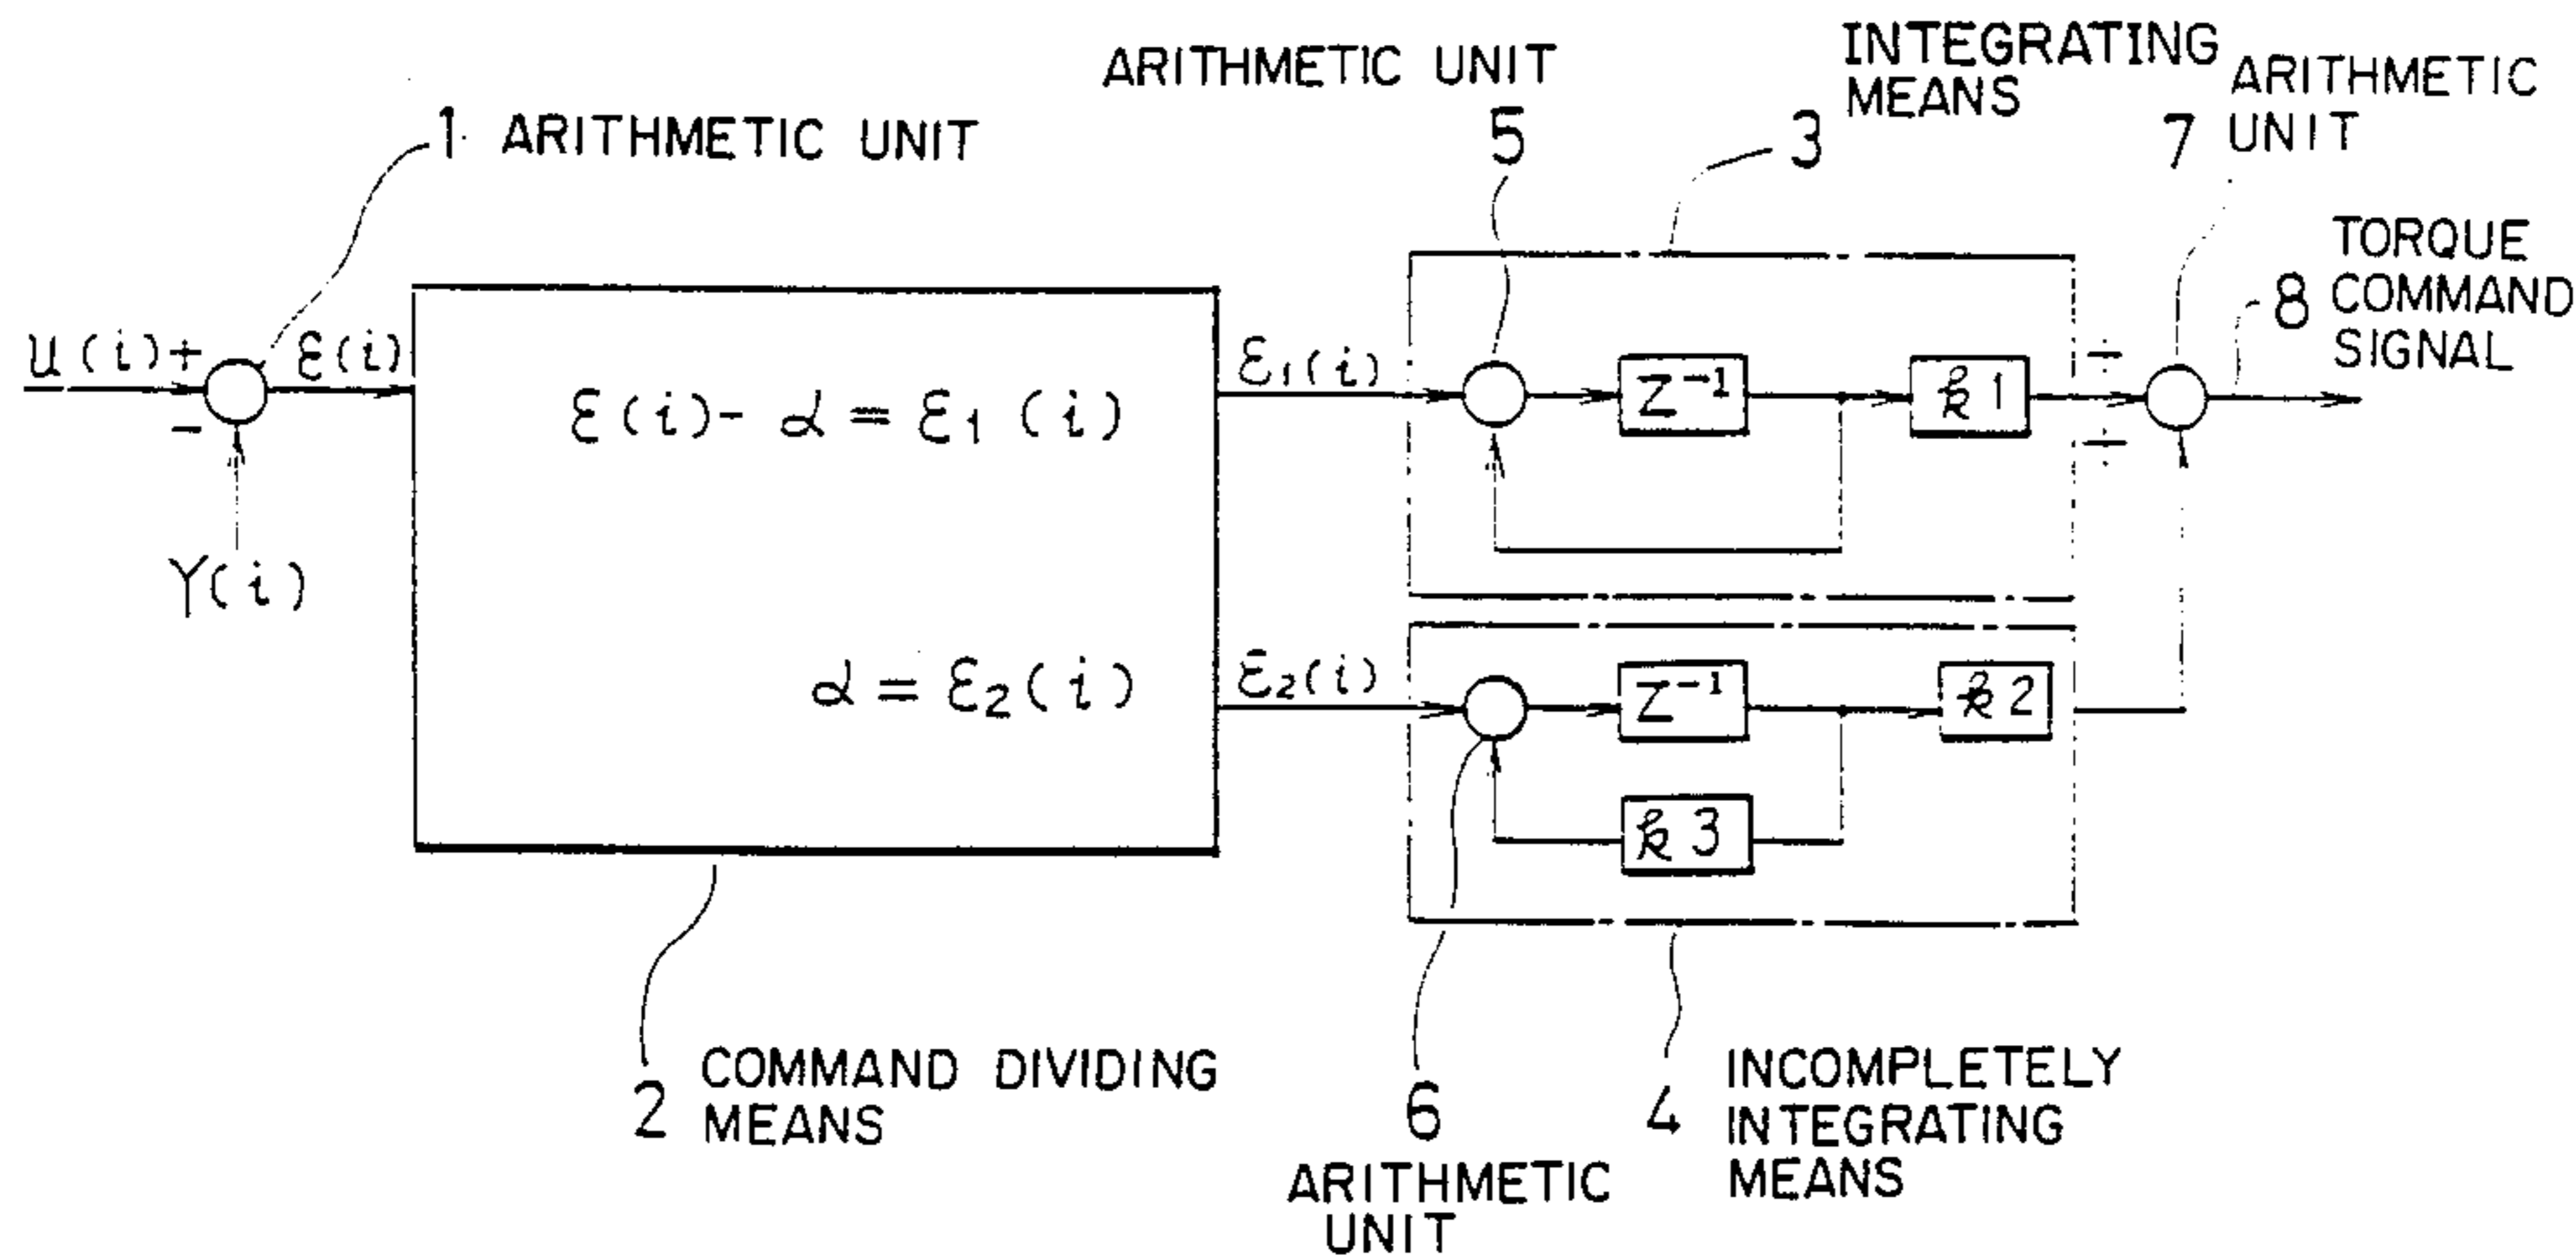 ARITHMETIC UNIT
5
INTEGRATING
MEANS
3
ARITHMETIC
UNIT
7
1 ARITHMETIC UNIT
TORQUE
COMMAND
SIGNAL
8
U(i) +
-
Y(i)
ε(i)
ε(i) - α = ε1(i)
α = ε2(i)
ε1(i)
Z⁻¹
k1
÷
÷
ε2(i)
Z⁻¹
k2
k3
2 COMMAND DIVIDING
MEANS
6
ARITHMETIC
UNIT
4 INCOMPLETELY
INTEGRATING
MEANS